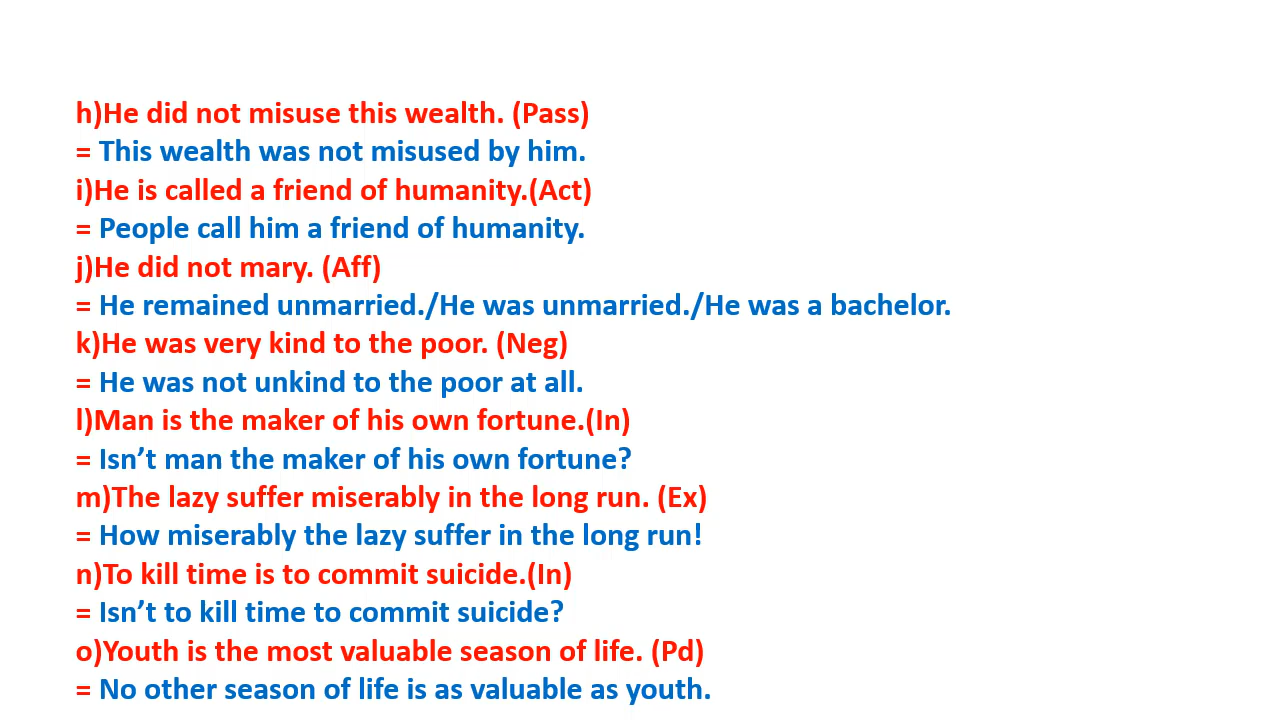 h)He did not misuse this wealth. (Pass)
= This wealth was not misused by him.
i)He is called a friend of humanity.(Act)
= People call him a friend of humanity.
j)He did not mary. (Aff)
= He remained unmarried./He was unmarried./He was a bachelor.
k)He was very kind to the poor. (Neg)
= He was not unkind to the poor at all.
l)Man is the maker of his own fortune.(In)
= Isn’t man the maker of his own fortune?
m)The lazy suffer miserably in the long run. (Ex)
= How miserably the lazy suffer in the long run!
n)To kill time is to commit suicide.(In)
= Isn’t to kill time to commit suicide?
o)Youth is the most valuable season of life. (Pd)
= No other season of life is as valuable as youth.